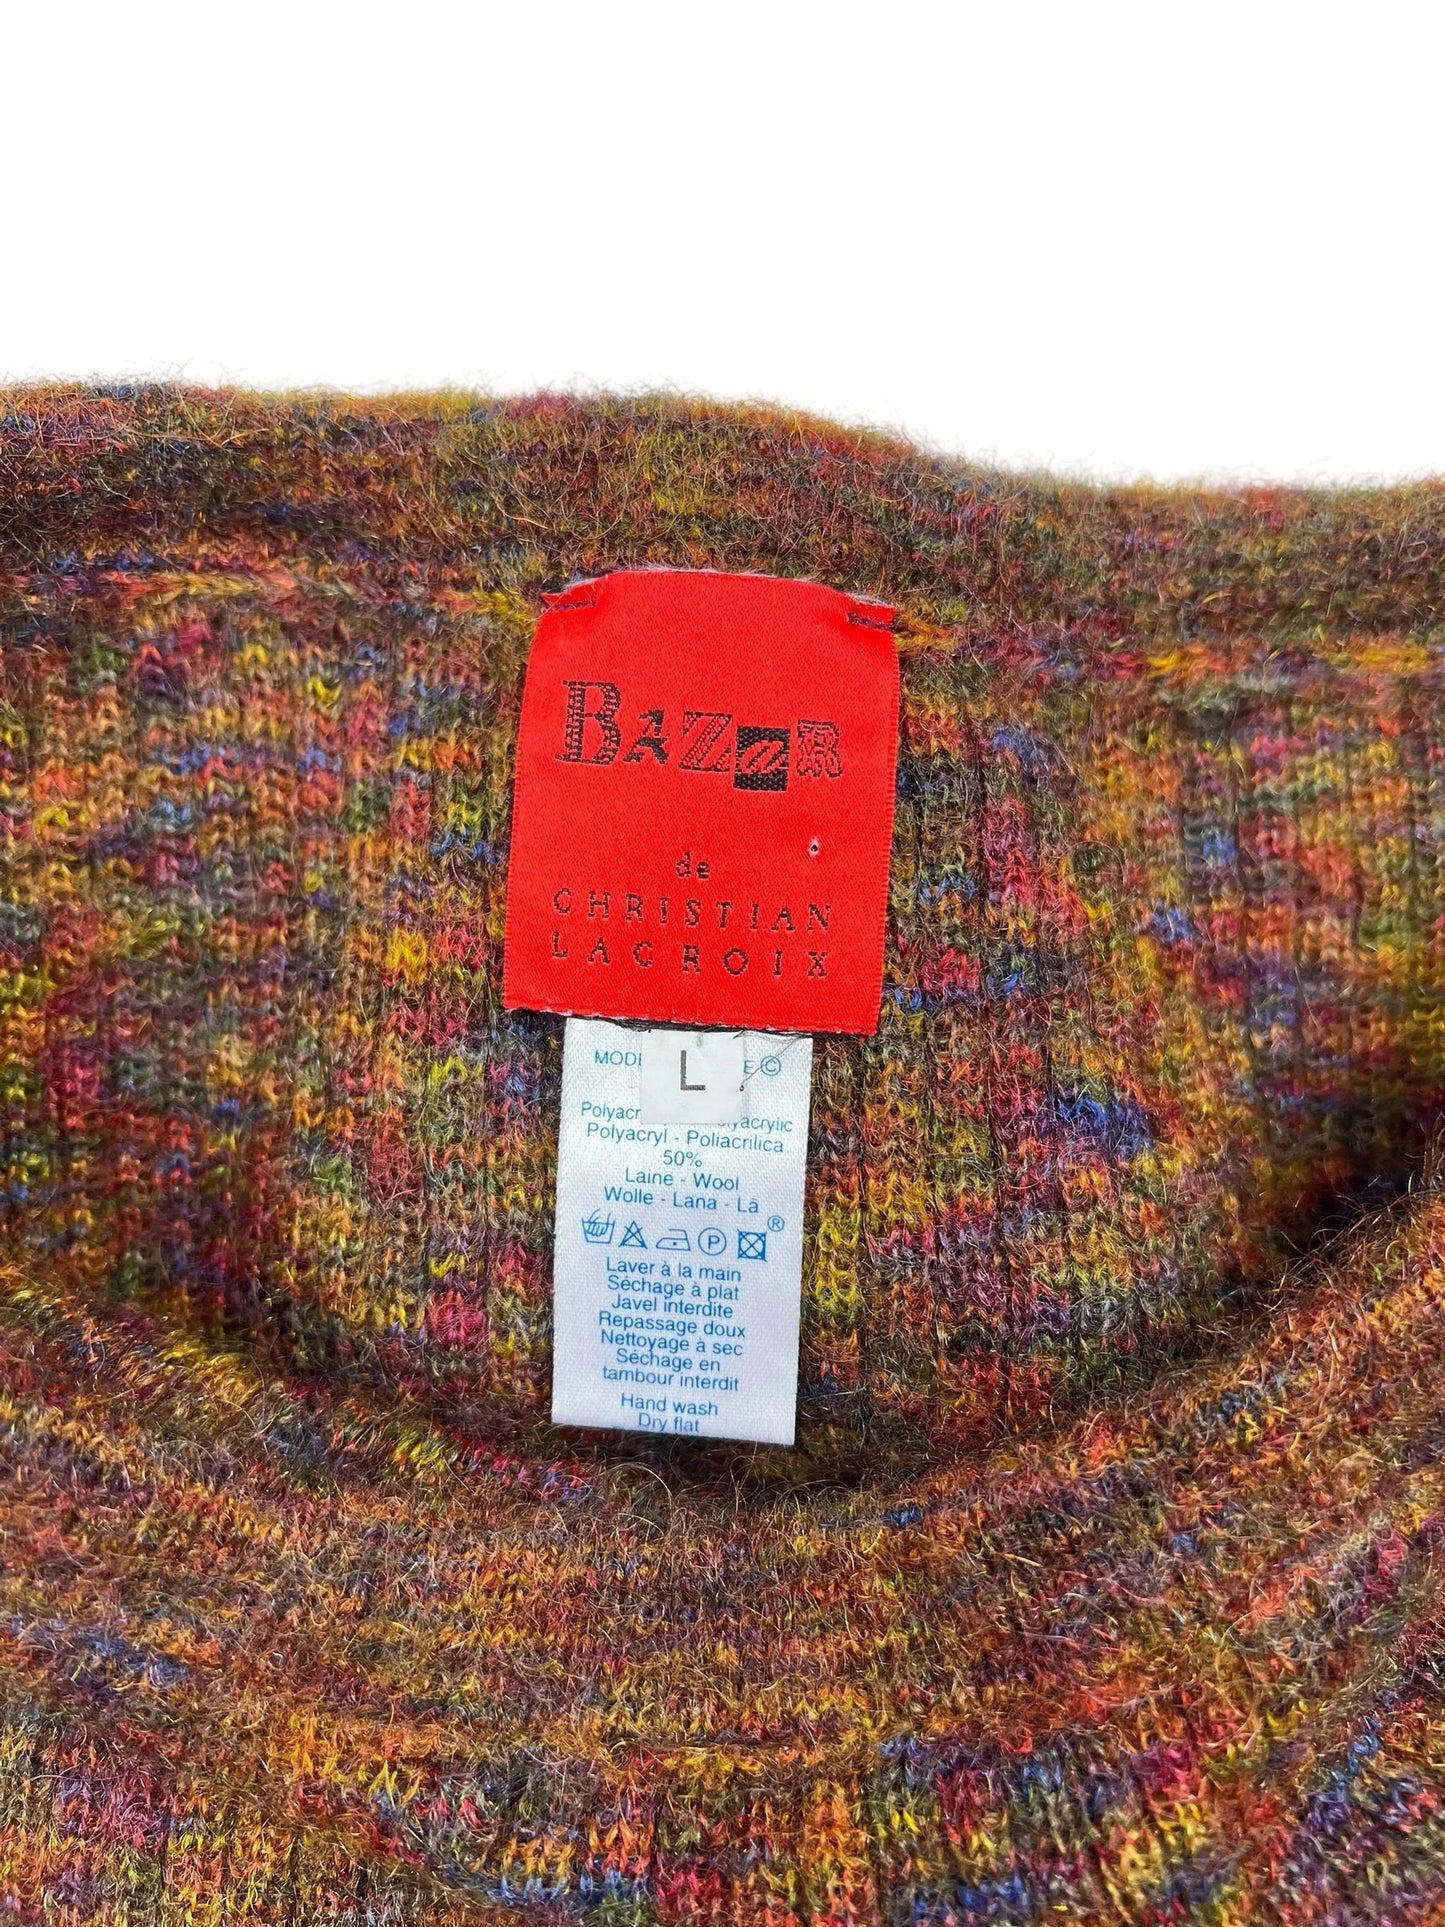 BAZAR
de
CHRISTIAN
LACROIX
L
Polyacryl - Poliacrilica
50%
Laine - Wool
Wolle - Lana - Lã
P ®
Laver à la main
Séchage à plat
Javel interdite
Repassage doux
Nettoyage à sec
Séchage en
tambour interdit
Hand wash
Dry flat